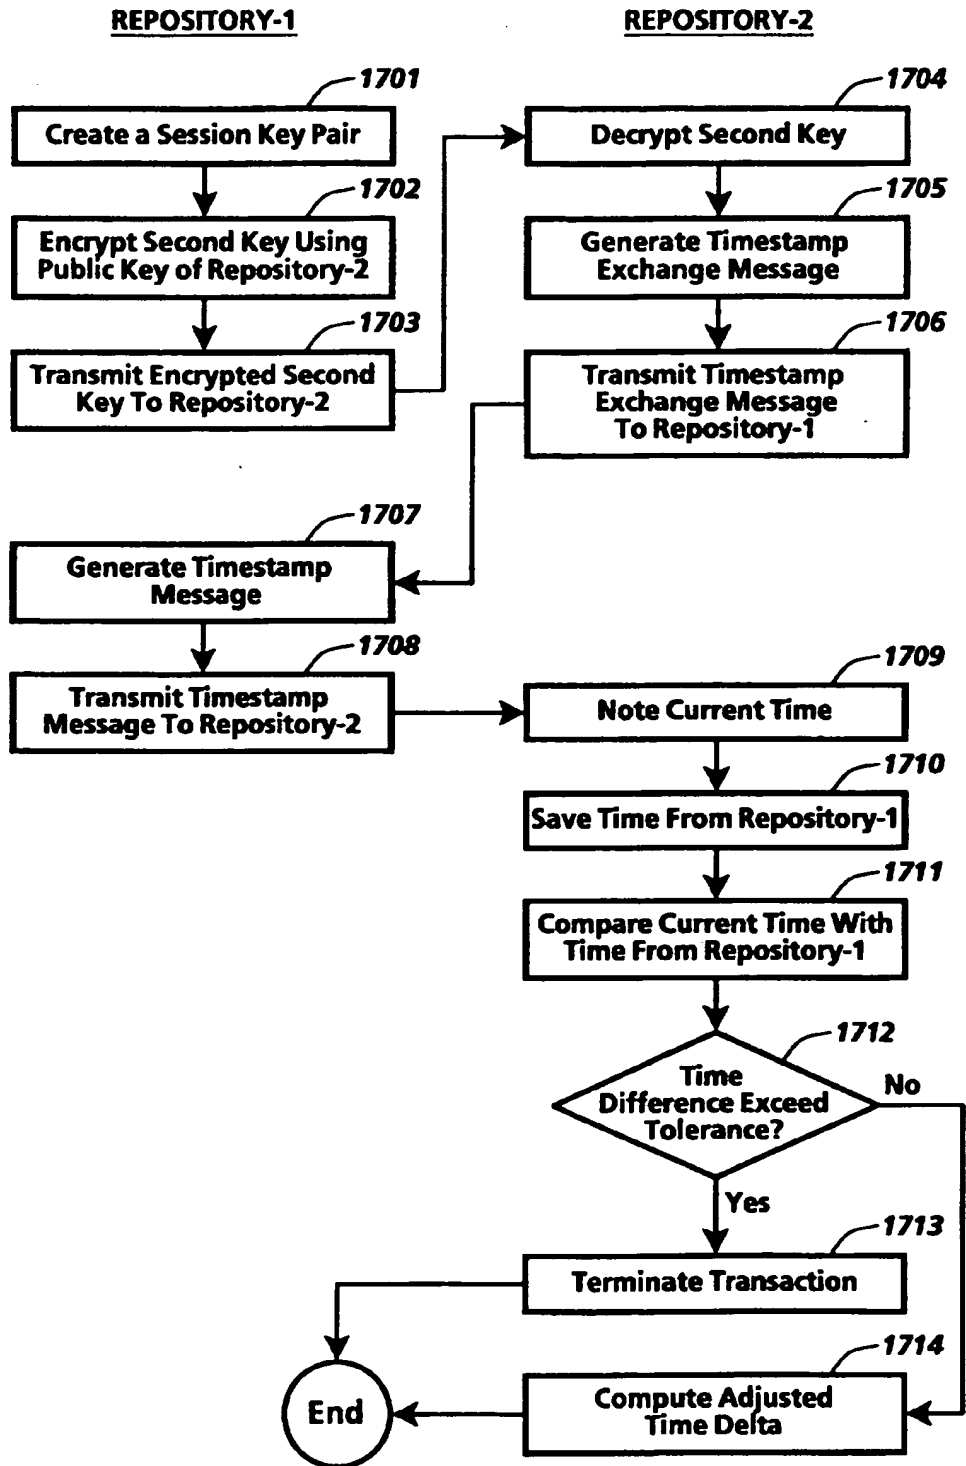 REPOSITORY-1
REPOSITORY-2
1701
Create a Session Key Pair
1702
Encrypt Second Key Using
Public Key of Repository-2
1703
Transmit Encrypted Second
Key To Repository-2
1704
Decrypt Second Key
1705
Generate Timestamp
Exchange Message
1706
Transmit Timestamp
Exchange Message
To Repository-1
1707
Generate Timestamp
Message
1708
Transmit Timestamp
Message To Repository-2
1709
Note Current Time
1710
Save Time From Repository-1
1711
Compare Current Time With
Time From Repository-1
1712
Time
Difference Exceed
Tolerance?
No
Yes
1713
Terminate Transaction
1714
Compute Adjusted
Time Delta
End